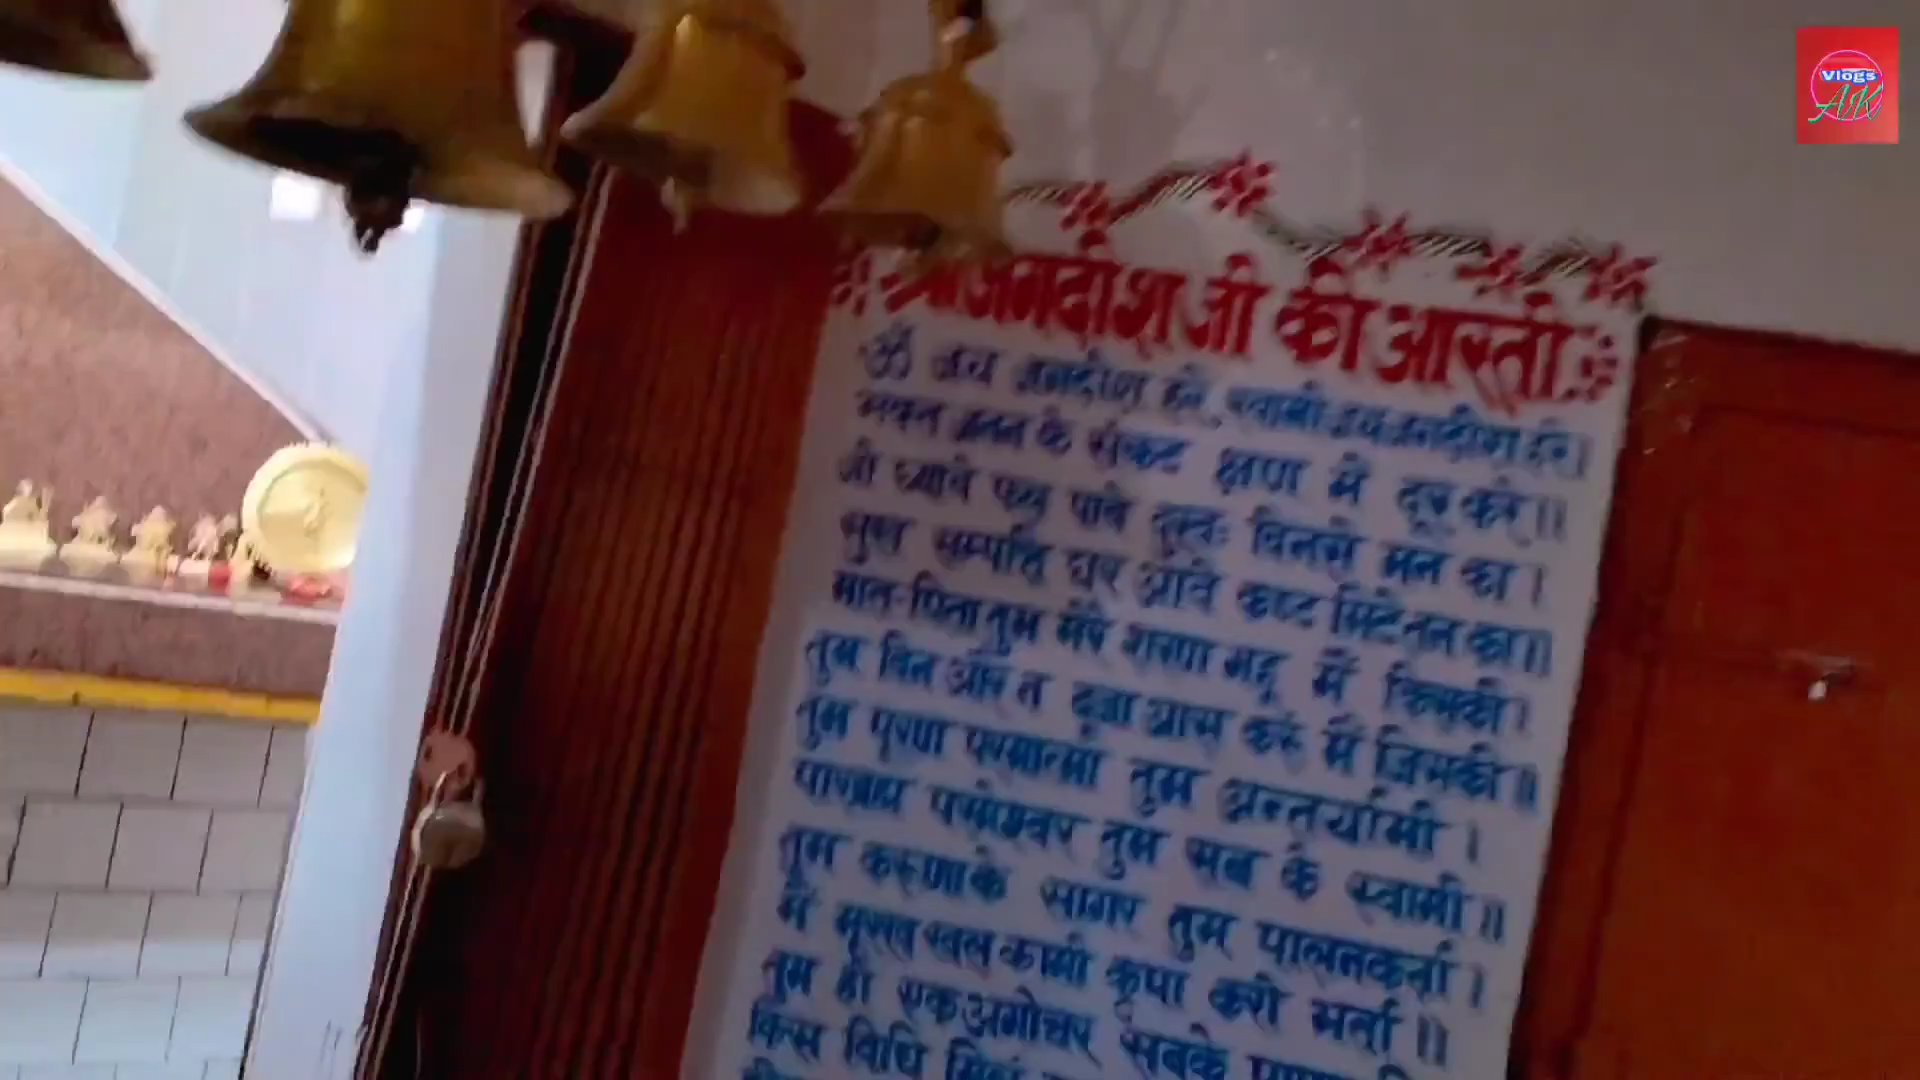 Vlogs
AK
श्री जगदीश जी की आरती
ॐ जय जगदीश हरे, स्वामी जय जगदीश हरे।
भक्त जनन के संकट क्षण में दूर करे॥
जो ध्यावे फल पावे दुःख विनसे मन का।
सुख सम्पत्ति घर आवे कष्ट मिटे तन का॥
मात-पिता तुम मेरे शरण गहू मैं किसकी।
तुम बिन और न दूजा आस करूं मैं जिसकी॥
तुम पूरण परमात्मा तुम अन्तर्यामी।
पारब्रह्म परमेश्वर तुम सब के स्वामी॥
तुम करुणा के सागर तुम पालनकर्ता।
मैं मूरख खल कामी कृपा करो भर्ता॥
तुम हो एक अगोचर सबके
किस विधि मिलूं